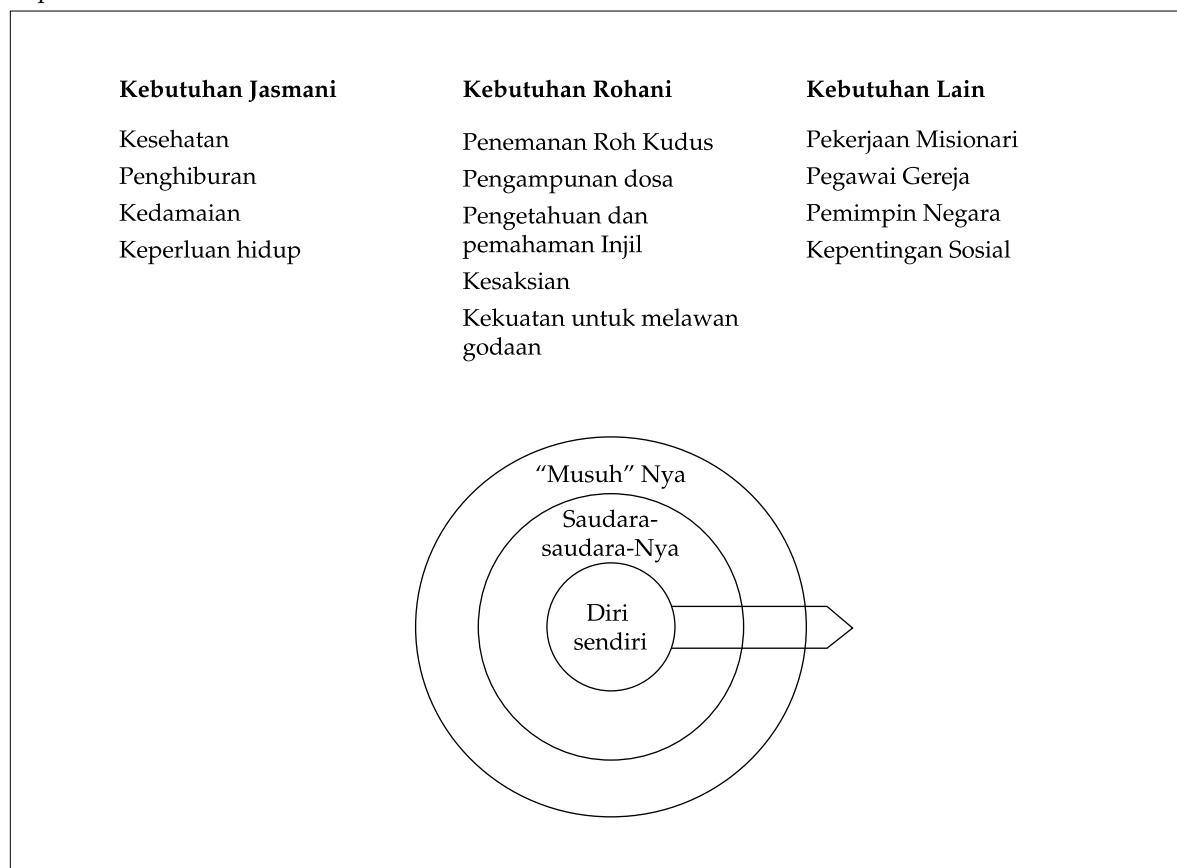 Kebutuhan Jasmani
Kesehatan
Penghiburan
Kedamaian
Keperluan hidup
Kebutuhan Rohani
Penemanan Roh Kudus
Pengampunan dosa
Pengetahuan dan
pemahaman Injil
Kesaksian
Kekuatan untuk melawan
godaan
Kebutuhan Lain
Pekerjaan Misionari
Pegawai Gereja
Pemimpin Negara
Kepentingan Sosial
“Musuh” Nya
Saudara-
saudara-Nya
Diri
sendiri